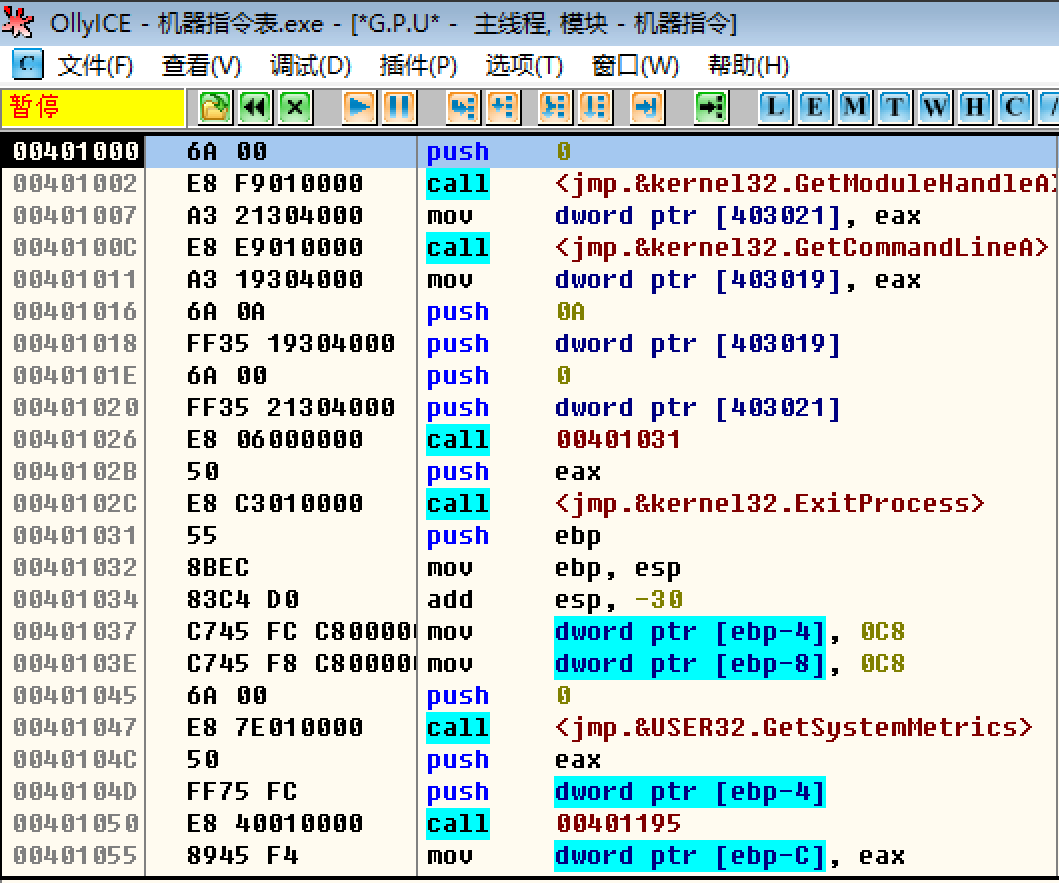 OllyICE - 机器指令表.exe - [*G.P.U* - 主线程, 模块 - 机器指令]
C 文件(F) 查看(V) 调试(D) 插件(P) 选项(T) 窗口(W) 帮助(H)
暂停 L E M T W H C /
00401000 6A 00 push 0
00401002 E8 F9010000 call <jmp.&kernel32.GetModuleHandleA>
00401007 A3 21304000 mov dword ptr [403021], eax
0040100C E8 E9010000 call <jmp.&kernel32.GetCommandLineA>
00401011 A3 19304000 mov dword ptr [403019], eax
00401016 6A 0A push 0A
00401018 FF35 19304000 push dword ptr [403019]
0040101E 6A 00 push 0
00401020 FF35 21304000 push dword ptr [403021]
00401026 E8 06000000 call 00401031
0040102B 50 push eax
0040102C E8 C3010000 call <jmp.&kernel32.ExitProcess>
00401031 55 push ebp
00401032 8BEC mov ebp, esp
00401034 83C4 D0 add esp, -30
00401037 C745 FC C80000 mov dword ptr [ebp-4], 0C8
0040103E C745 F8 C80000 mov dword ptr [ebp-8], 0C8
00401045 6A 00 push 0
00401047 E8 7E010000 call <jmp.&USER32.GetSystemMetrics>
0040104C 50 push eax
0040104D FF75 FC push dword ptr [ebp-4]
00401050 E8 40010000 call 00401195
00401055 8945 F4 mov dword ptr [ebp-C], eax